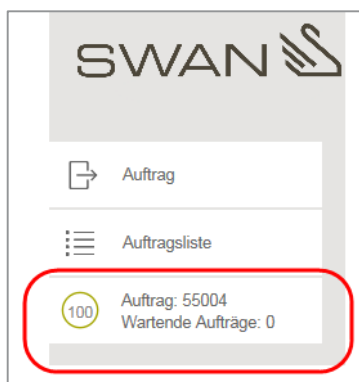 SWAN
Auftrag
Auftragsliste
100
Auftrag: 55004
Wartende Aufträge: 0